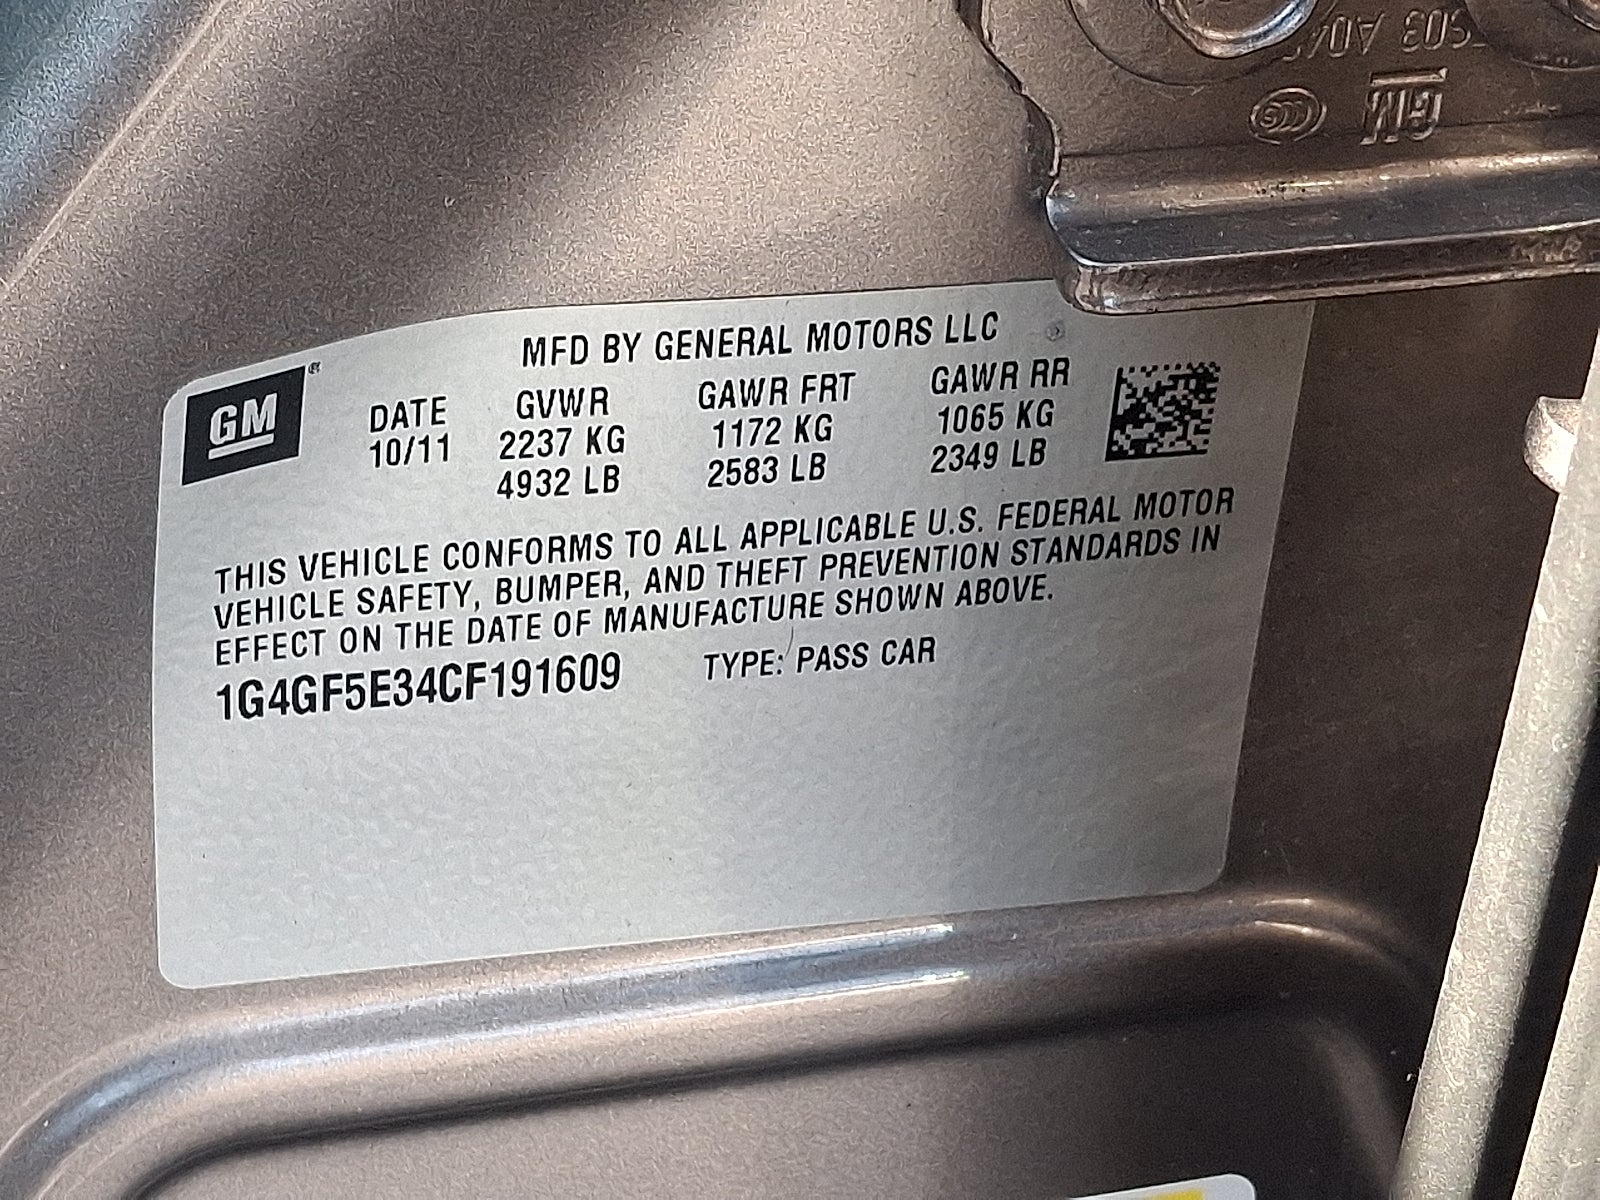 MFD BY GENERAL MOTORS LLC
GM
DATE GVWR GAWR FRT GAWR RR
10/11 2237 KG 1172 KG 1065 KG
4932 LB 2583 LB 2349 LB
THIS VEHICLE CONFORMS TO ALL APPLICABLE U.S. FEDERAL MOTOR
VEHICLE SAFETY, BUMPER, AND THEFT PREVENTION STANDARDS IN
EFFECT ON THE DATE OF MANUFACTURE SHOWN ABOVE.
1G4GF5E34CF191609 TYPE: PASS CAR
GM